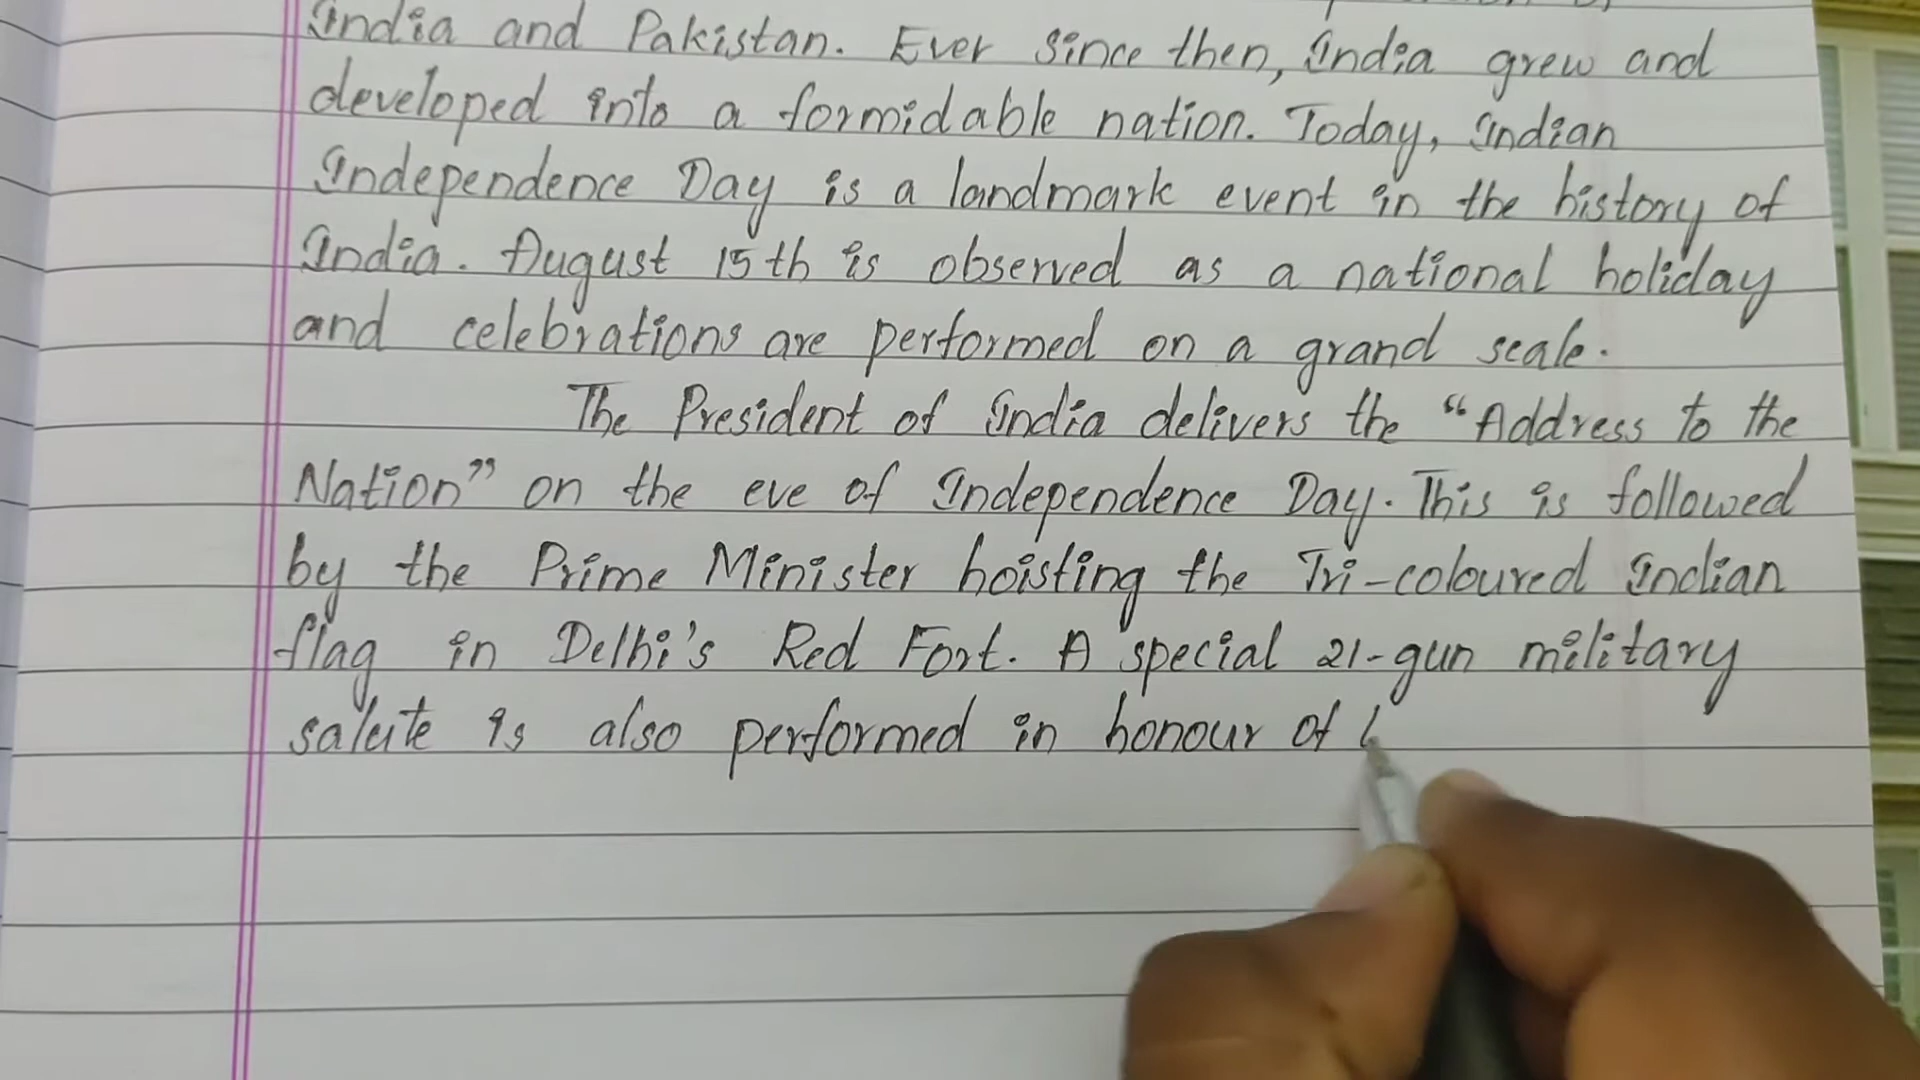 India and Pakistan. Ever since then, India grew and
developed into a formidable nation. Today, Indian
Independence Day is a landmark event in the history of
India. August 15th is observed as a national holiday
and celebrations are performed on a grand scale.
The President of India delivers the “Address to the
Nation” on the eve of Independence Day. This is followed
by the Prime Minister hoisting the Tri-coloured Indian
flag in Delhi's Red Fort. A special 21-gun military
salute is also performed in honour of